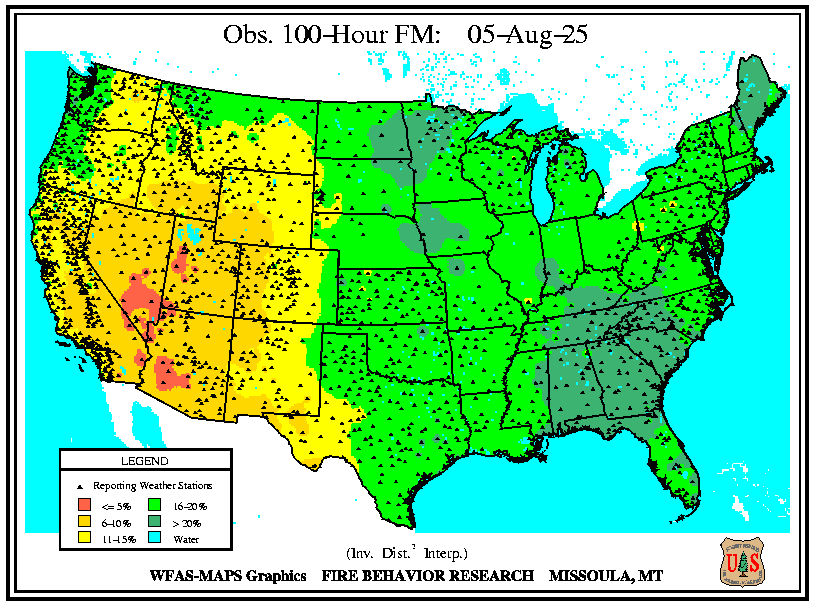 Obs. 100-Hour FM: 05-Aug-25
LEGEND
Reporting Weather Stations
<= 5% 16-20%
6-10% > 20%
11-15% Water
(Inv. Dist.² Interp.)
WFAS-MAPS Graphics FIRE BEHAVIOR RESEARCH MISSOULA, MT
U S